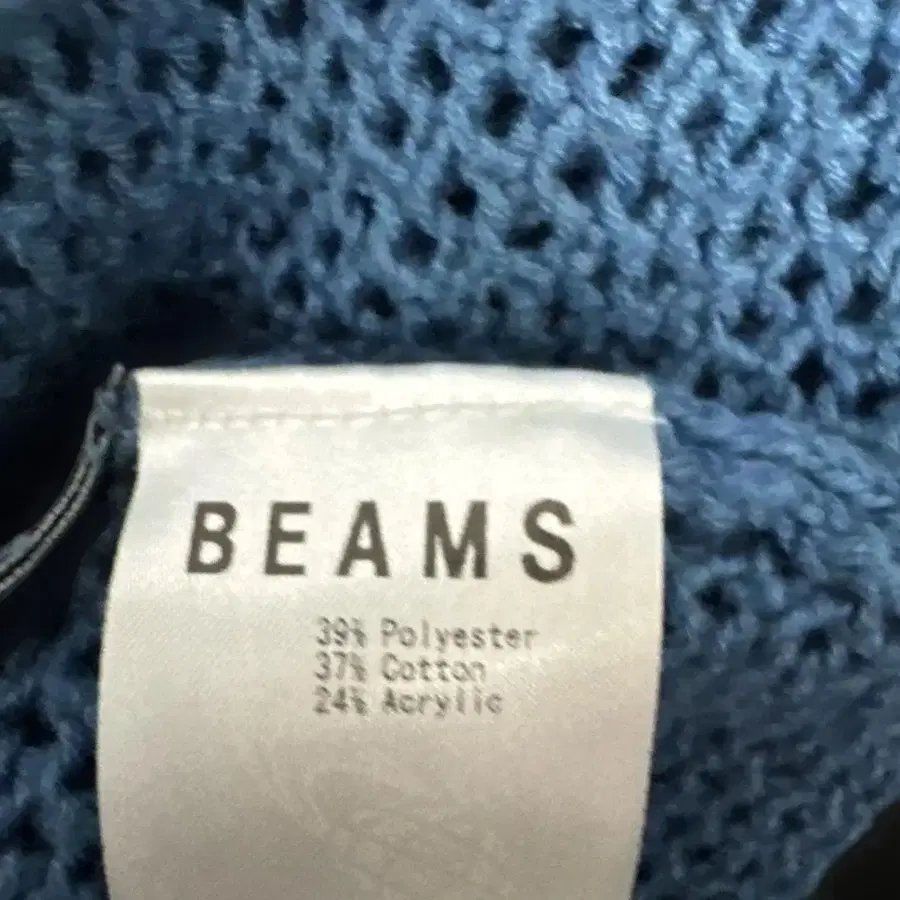 BEAMS
39% Polyester
37% Cotton
24% Acrylic